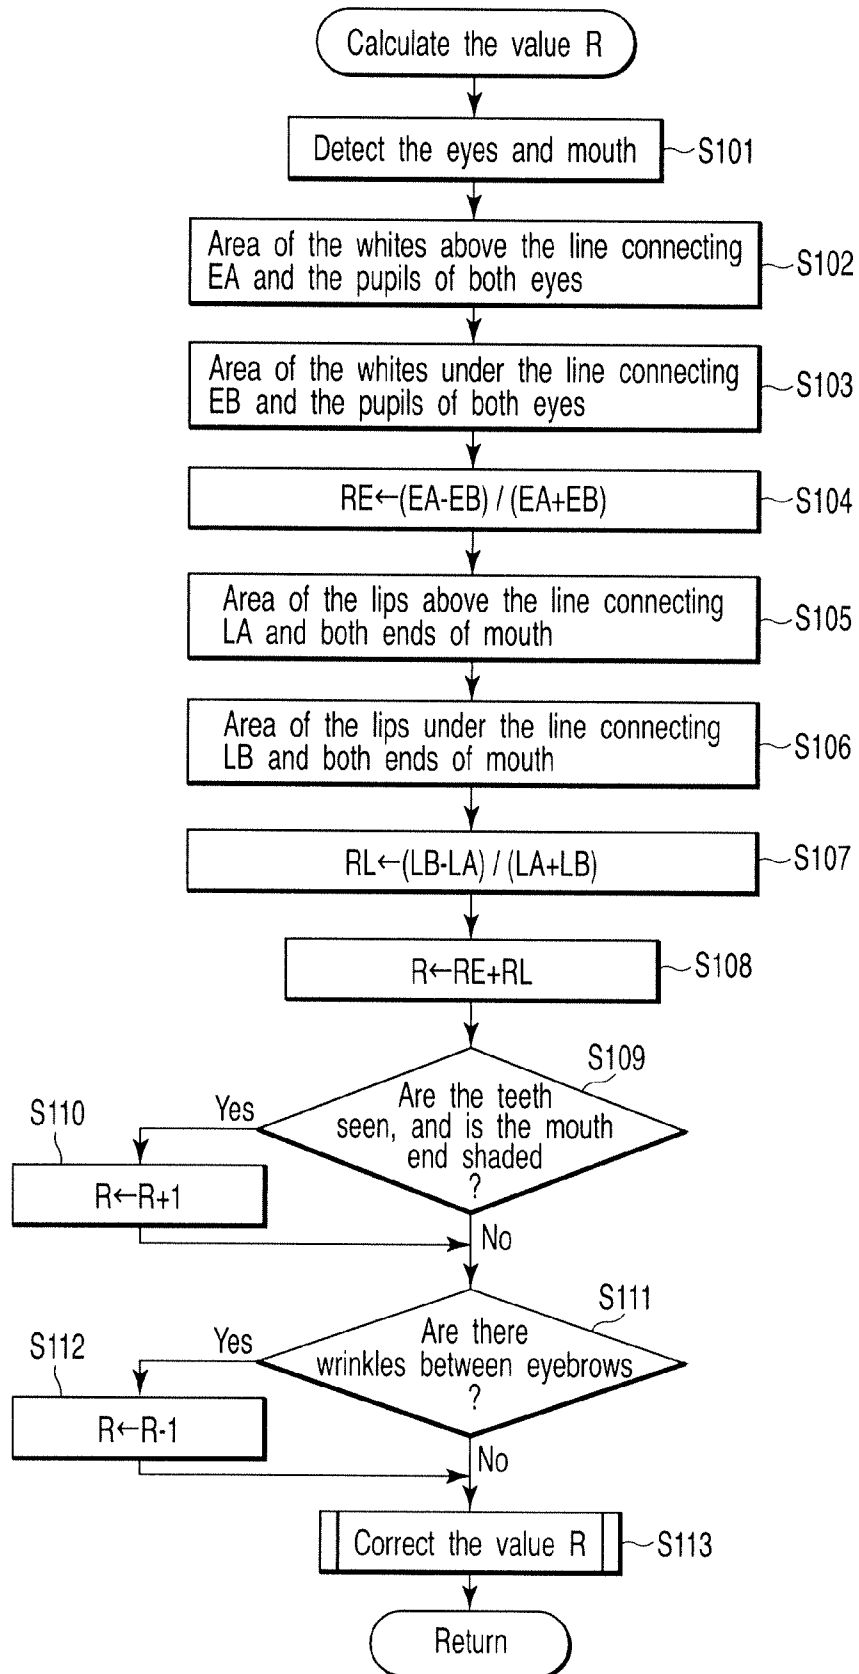 Calculate the value R
Detect the eyes and mouth
S101
Area of the whites above the line connecting
EA and the pupils of both eyes
S102
Area of the whites under the line connecting
EB and the pupils of both eyes
S103
RE←(EA-EB) / (EA+EB)
S104
Area of the lips above the line connecting
LA and both ends of mouth
S105
Area of the lips under the line connecting
LB and both ends of mouth
S106
RL←(LB-LA) / (LA+LB)
S107
R←RE+RL
S108
S109
Are the teeth
seen, and is the mouth
end shaded
?
Yes
S110
R←R+1
No
S111
Are there
wrinkles between eyebrows
?
Yes
S112
R←R-1
No
Correct the value R
S113
Return